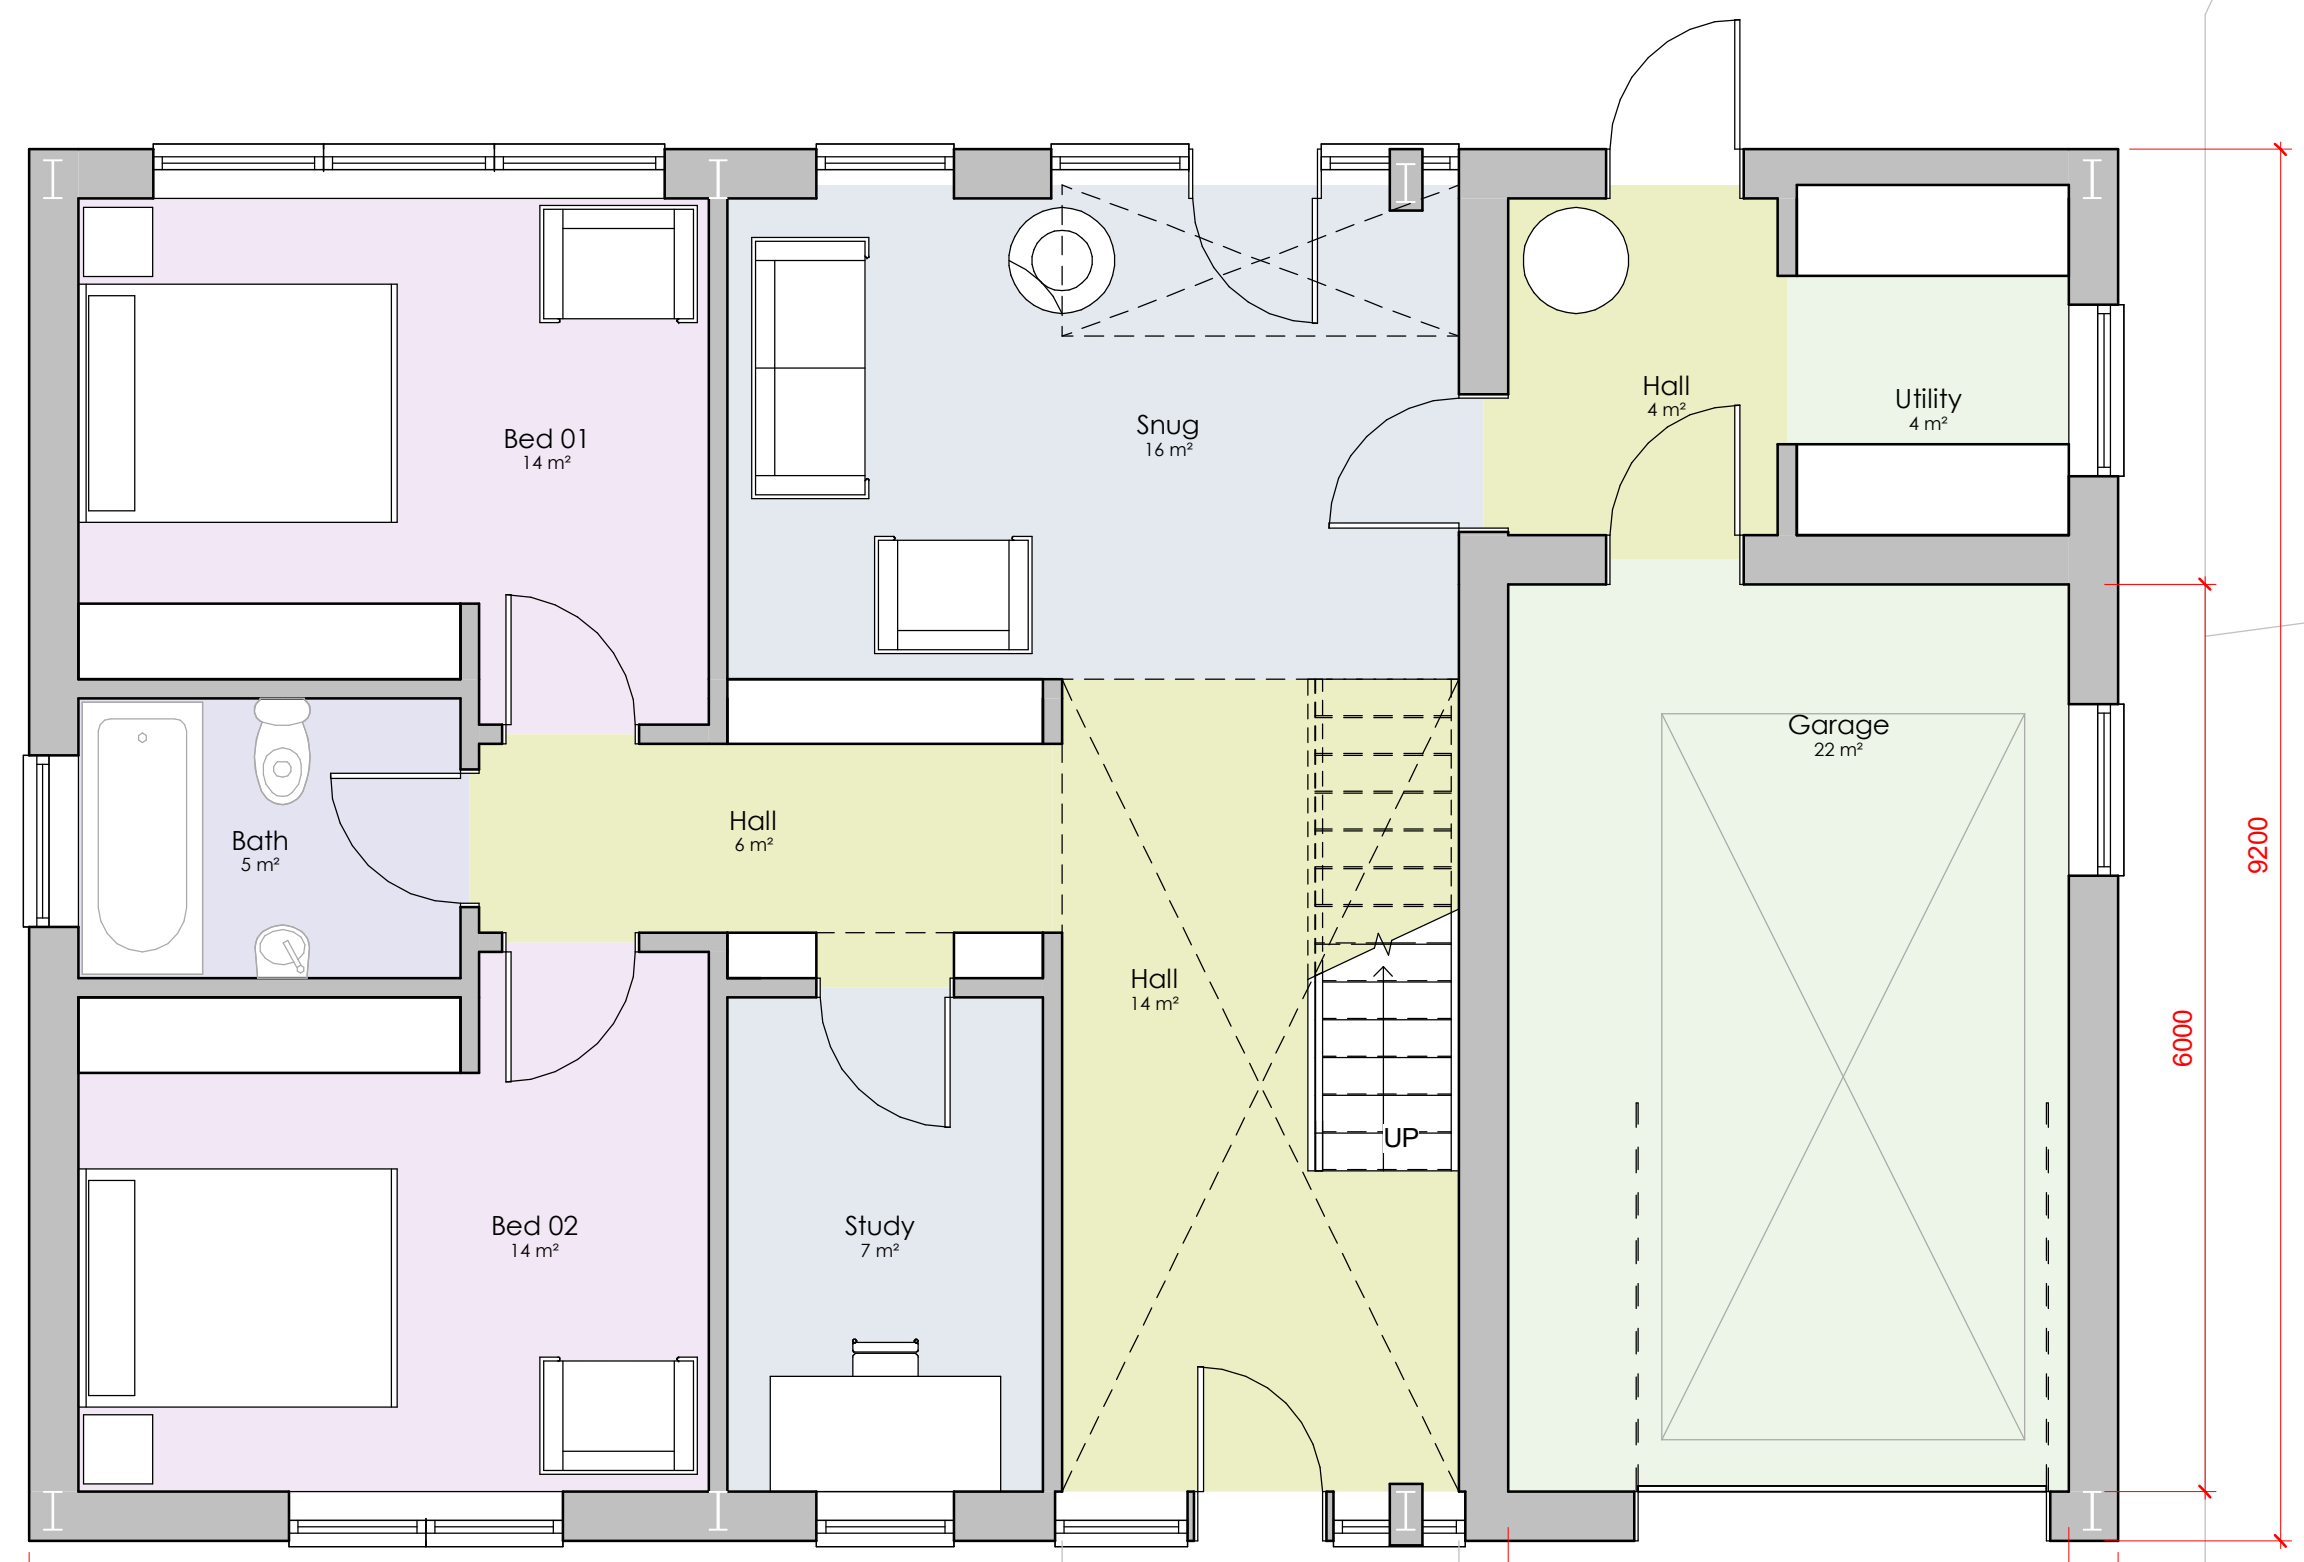 Bed 01
14 m²
Snug
16 m²
Hall
4 m²
Utility
4 m²
Garage
22 m²
Bath
5 m²
Hall
6 m²
Hall
14 m²
UP
Bed 02
14 m²
Study
7 m²
9200
6000